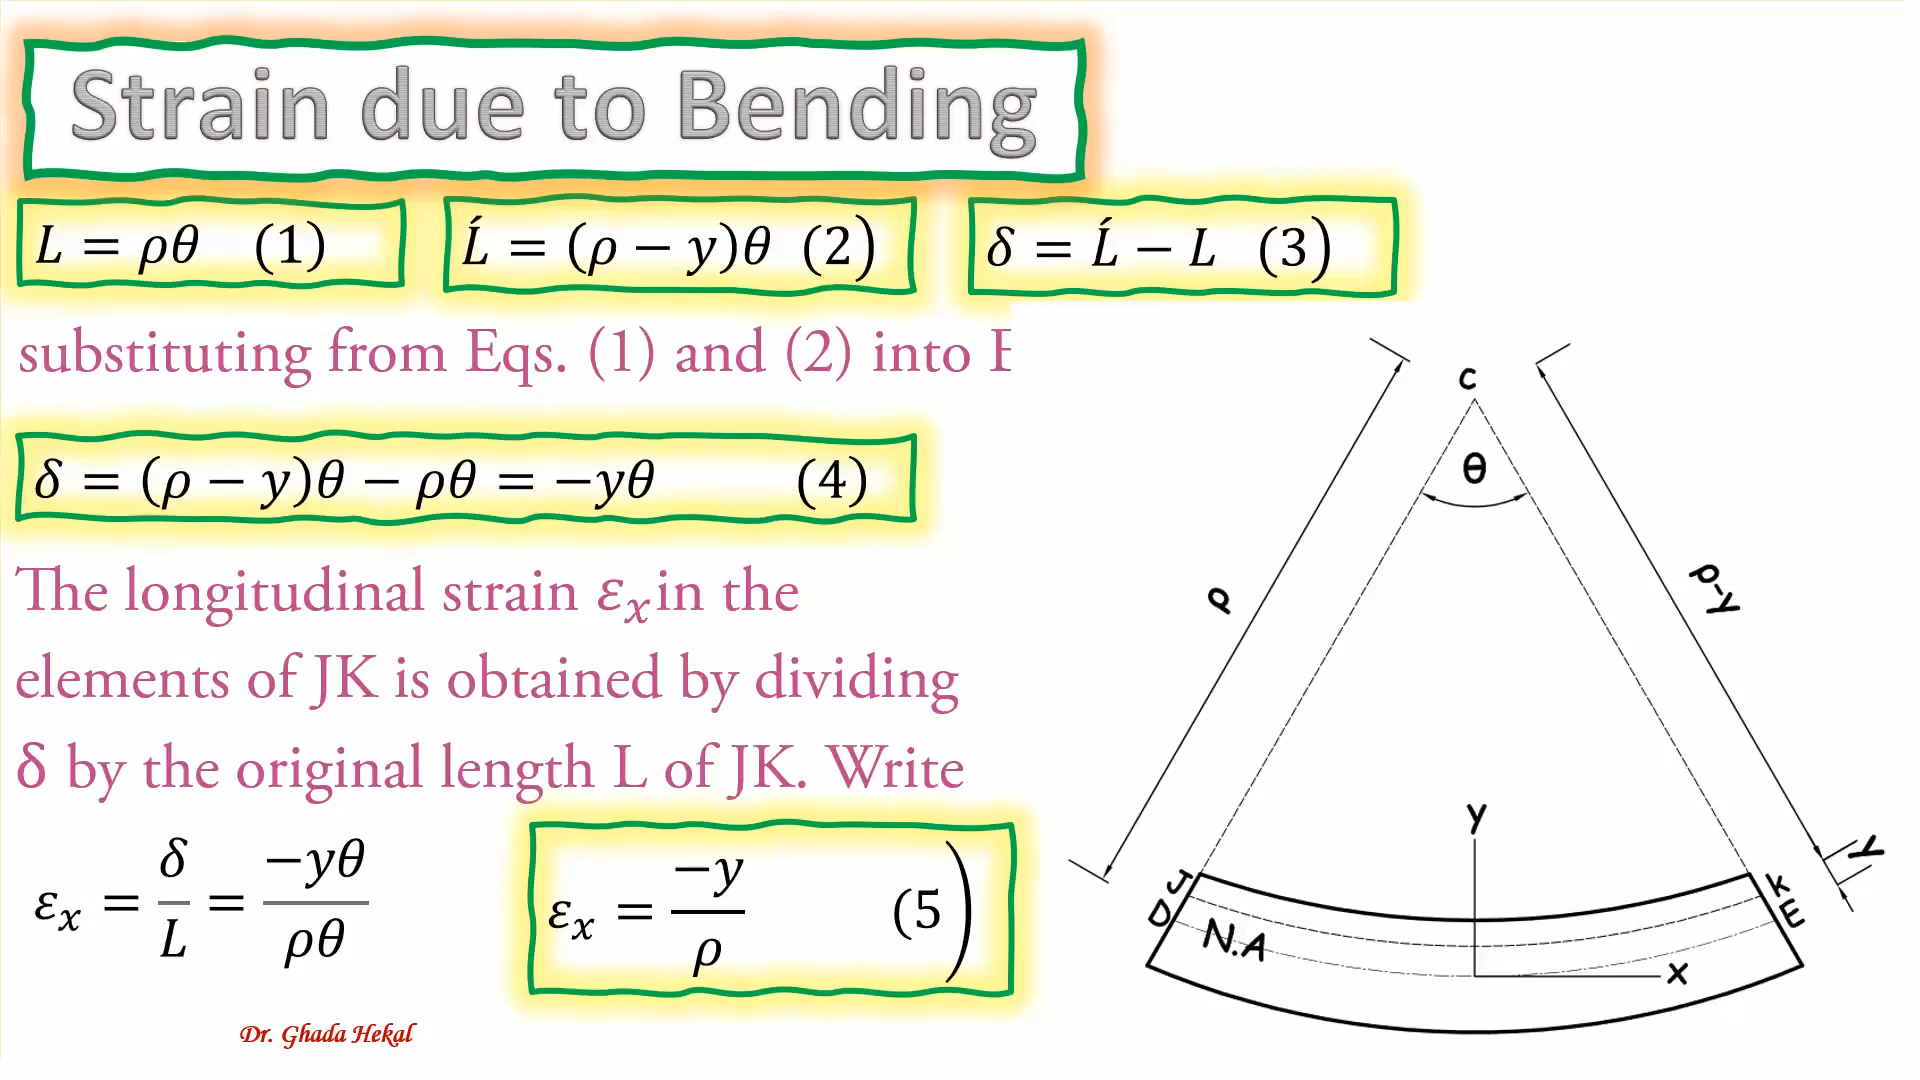 Strain due to Bending
L = ρθ (1)
Ĺ = (ρ − y)θ (2)
δ = Ĺ − L (3)
substituting from Eqs. (1) and (2) into
δ = (ρ − y)θ − ρθ = −yθ (4)
The longitudinal strain εₓ in the
elements of JK is obtained by dividing
δ by the original length L of JK. Write
εₓ = δ/L = −yθ/ρθ
εₓ = −y/ρ (5)
Dr. Ghada Hekal
C
θ
ρ
ρ-y
y
y
J
K
D
E
N.A
x